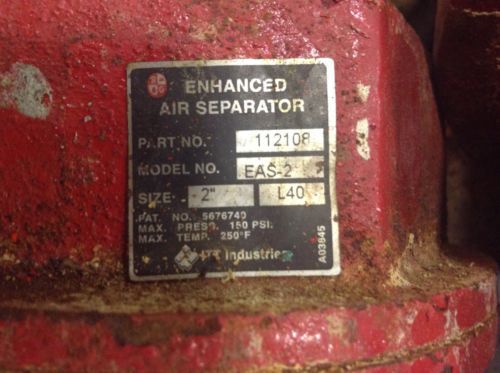 ENHANCED
AIR SEPARATOR
PART NO. 112108
MODEL NO. EAS-2
SIZE 2" L40
PAT. NO. 5676740
MAX. PRESS. 150 PSI.
MAX. TEMP. 250°F
ITT Industries
A03845